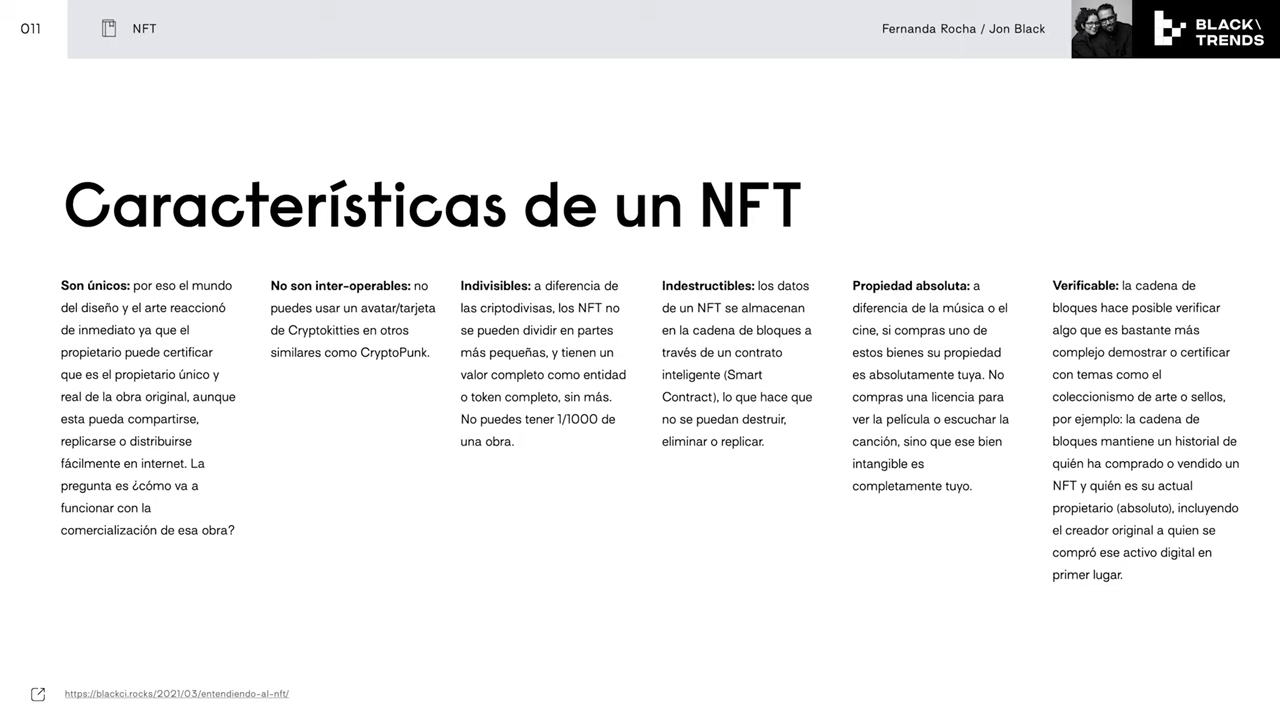 011
NFT
Fernanda Rocha / Jon Black
BLACK\
TRENDS
Características de un NFT
Son únicos: por eso el mundo
del diseño y el arte reaccionó
de inmediato ya que el
propietario puede certificar
que es el propietario único y
real de la obra original, aunque
esta pueda compartirse,
replicarse o distribuirse
fácilmente en internet. La
pregunta es ¿cómo va a
funcionar con la
comercialización de esa obra?
No son inter-operables: no
puedes usar un avatar/tarjeta
de Cryptokitties en otros
similares como CryptoPunk.
Indivisibles: a diferencia de
las criptodivisas, los NFT no
se pueden dividir en partes
más pequeñas, y tienen un
valor completo como entidad
o token completo, sin más.
No puedes tener 1/1000 de
una obra.
Indestructibles: los datos
de un NFT se almacenan
en la cadena de bloques a
través de un contrato
inteligente (Smart
Contract), lo que hace que
no se puedan destruir,
eliminar o replicar.
Propiedad absoluta: a
diferencia de la música o el
cine, si compras uno de
estos bienes su propiedad
es absolutamente tuya. No
compras una licencia para
ver la película o escuchar la
canción, sino que ese bien
intangible es
completamente tuyo.
Verificable: la cadena de
bloques hace posible verificar
algo que es bastante más
complejo demostrar o certificar
con temas como el
coleccionismo de arte o sellos,
por ejemplo: la cadena de
bloques mantiene un historial de
quién ha comprado o vendido un
NFT y quién es su actual
propietario (absoluto), incluyendo
el creador original a quien se
compró ese activo digital en
primer lugar.
https://blackci.rocks/2021/03/entendiendo-al-nft/